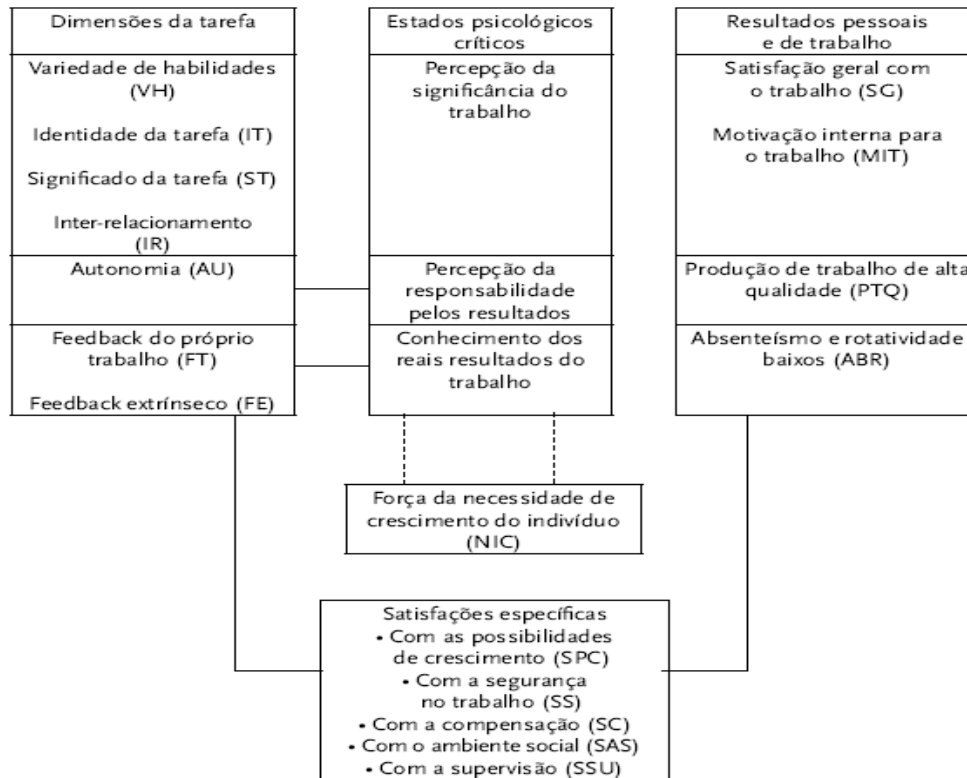 Dimensões da tarefa
Variedade de habilidades
(VH)
Identidade da tarefa (IT)
Significado da tarefa (ST)
Inter-relacionamento
(IR)
Autonomia (AU)
Feedback do próprio
trabalho (FT)
Feedback extrínseco (FE)
Estados psicológicos
críticos
Percepção da
significância do
trabalho
Percepção da
responsabilidade
pelos resultados
Conhecimento dos
reais resultados do
trabalho
Resultados pessoais
e de trabalho
Satisfação geral com
o trabalho (SG)
Motivação interna para
o trabalho (MIT)
Produção de trabalho de alta
qualidade (PTQ)
Absenteísmo e rotatividade
baixos (ABR)
Força da necessidade de
crescimento do indivíduo
(NIC)
Satisfações específicas
• Com as possibilidades
de crescimento (SPC)
• Com a segurança
no trabalho (SS)
• Com a compensação (SC)
• Com o ambiente social (SAS)
• Com a supervisão (SSU)